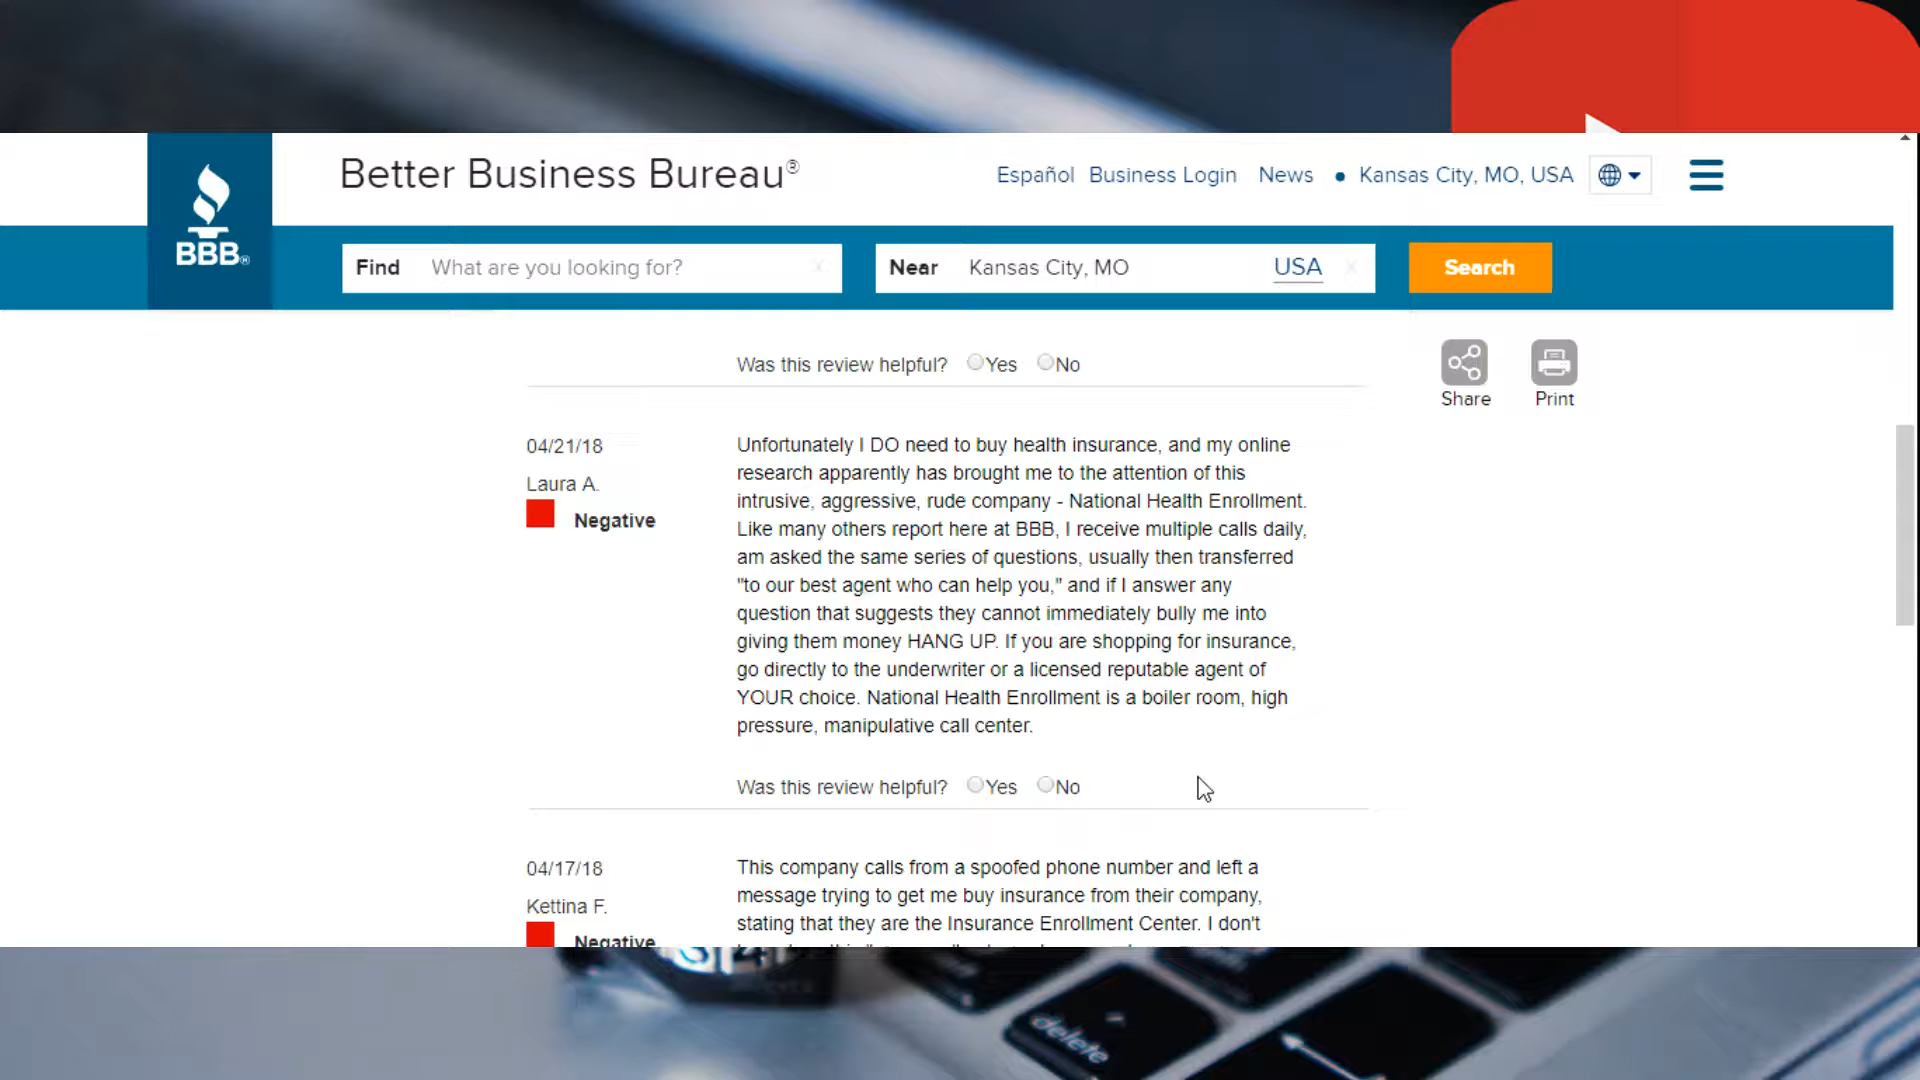 Better Business Bureau®
Español Business Login News • Kansas City, MO, USA
BBB®
Find What are you looking for?
Near Kansas City, MO USA
Search
Was this review helpful? Yes No
Share
Print
04/21/18
Laura A.
Negative
Unfortunately I DO need to buy health insurance, and my online
research apparently has brought me to the attention of this
intrusive, aggressive, rude company - National Health Enrollment.
Like many others report here at BBB, I receive multiple calls daily,
am asked the same series of questions, usually then transferred
"to our best agent who can help you," and if I answer any
question that suggests they cannot immediately bully me into
giving them money HANG UP. If you are shopping for insurance,
go directly to the underwriter or a licensed reputable agent of
YOUR choice. National Health Enrollment is a boiler room, high
pressure, manipulative call center.
Was this review helpful? Yes No
04/17/18
Kettina F.
Negative
This company calls from a spoofed phone number and left a
message trying to get me buy insurance from their company,
stating that they are the Insurance Enrollment Center. I don't
delete